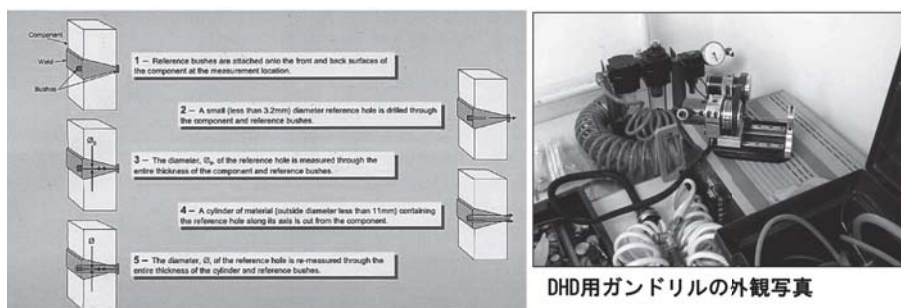 Component
Weld
Bushes
1 – Reference bushes are attached onto the front and back surfaces
of the component at the measurement location.
2 – A small (less than 3.2mm) diameter reference hole is drilled through
the component and reference bushes.
Ø₀
3 – The diameter, Ø₀, of the reference hole is measured through the
entire thickness of the component and reference bushes.
4 – A cylinder of material (outside diameter less than 11mm) containing
the reference hole along its axis is cut from the component.
Ø
5 – The diameter, Ø, of the reference hole is re-measured through the
entire thickness of the cylinder and reference bushes.
DHD用ガンドリルの外観写真